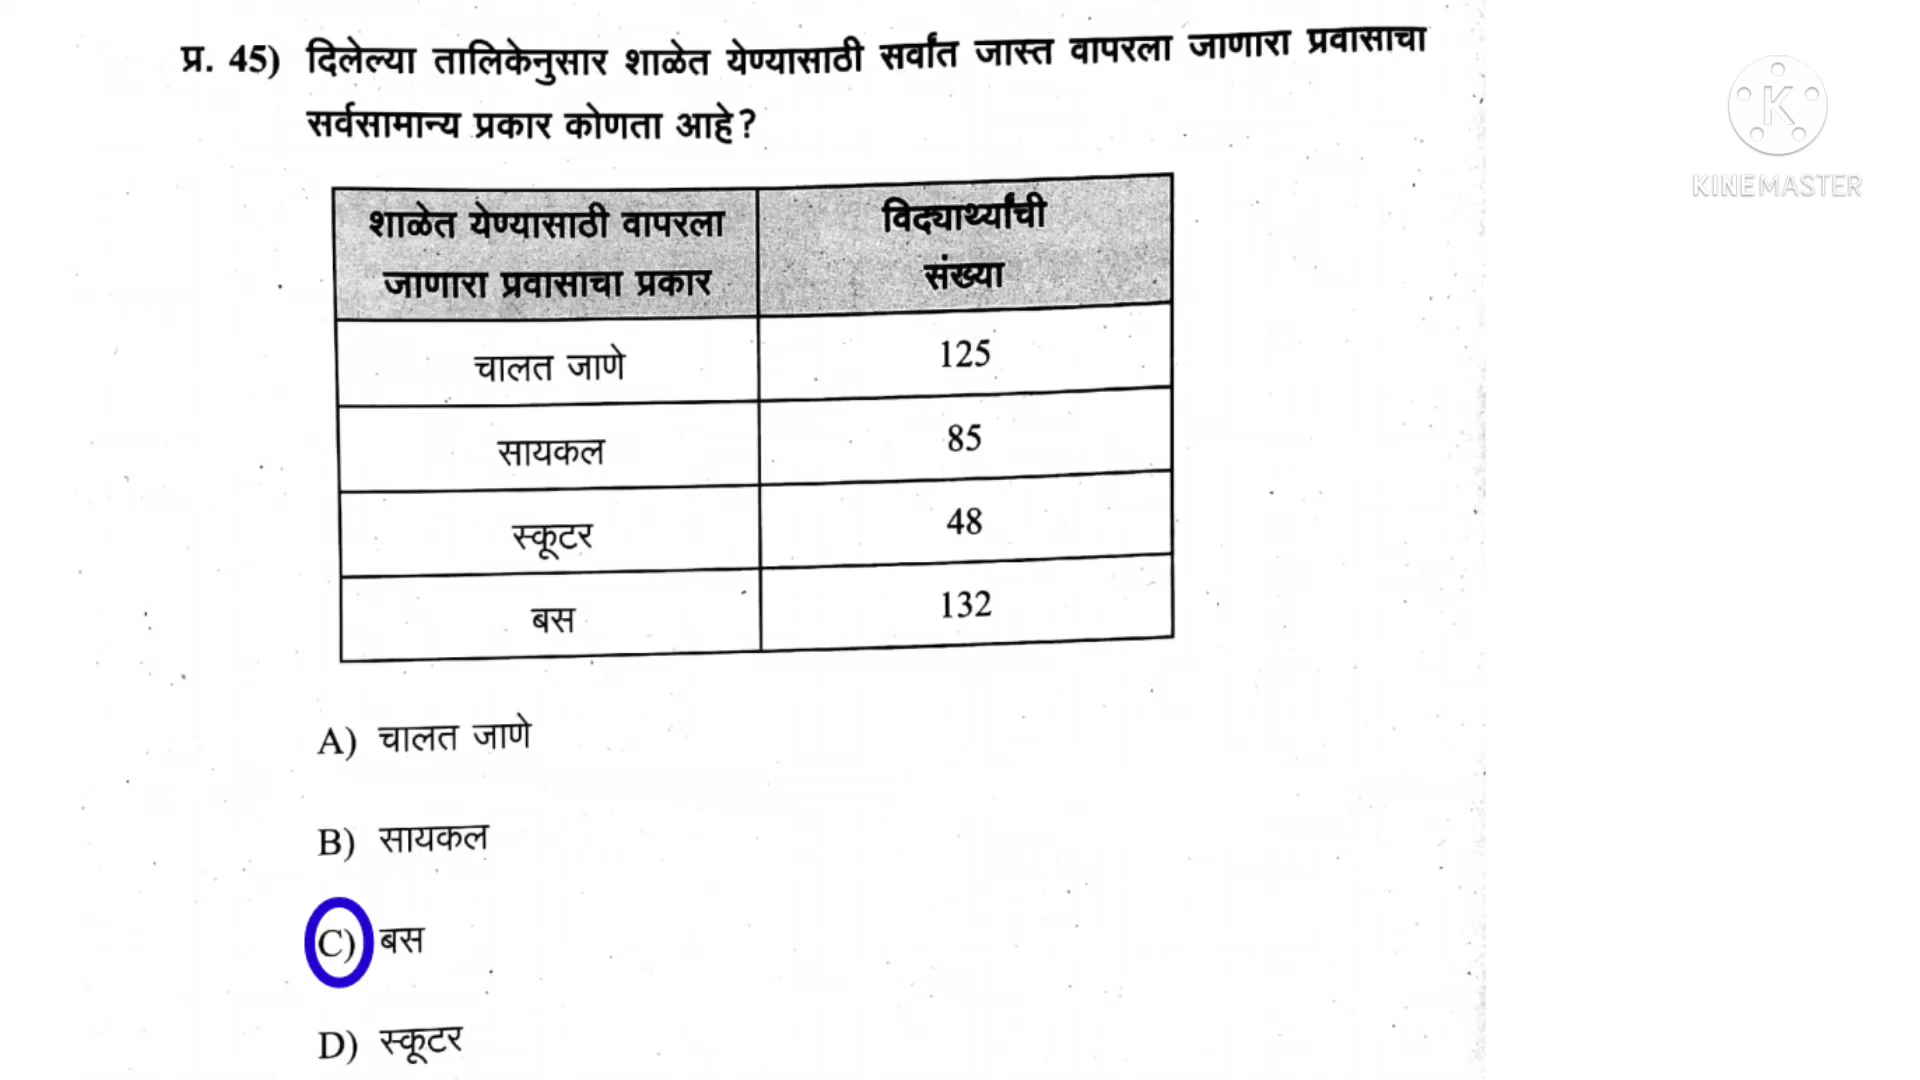 प्र. 45) दिलेल्या तालिकेनुसार शाळेत येण्यासाठी सर्वांत जास्त वापरला जाणारा प्रवासाचा
सर्वसामान्य प्रकार कोणता आहे?
शाळेत येण्यासाठी वापरला
जाणारा प्रवासाचा प्रकार
विद्यार्थ्यांची
संख्या
चालत जाणे 125
सायकल 85
स्कूटर 48
बस 132
A) चालत जाणे
B) सायकल
C) बस
D) स्कूटर
K
KINEMASTER